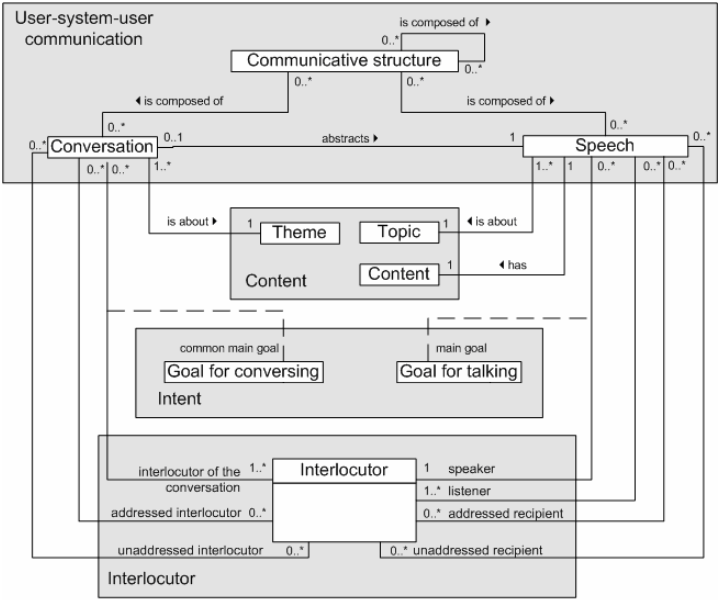 User-system-user
communication
is composed of ▶
0..*
Communicative structure
0..*
0..*
0..*
◀ is composed of
is composed of ▶
0..*
0..*
0..*
Conversation
0..1
abstracts ▶
1
Speech
0..*
0..*
0..*
1..*
1..*
1
0..*
0..*
0..*
is about ▶
1
Theme
Topic
1
◀ is about
Content
1
◀ has
Content
common main goal
main goal
Goal for conversing
Goal for talking
Intent
interlocutor of the
conversation
1..*
Interlocutor
1
speaker
1..*
listener
addressed interlocutor
0..*
0..*
addressed recipient
unaddressed interlocutor
0..*
0..*
unaddressed recipient
Interlocutor